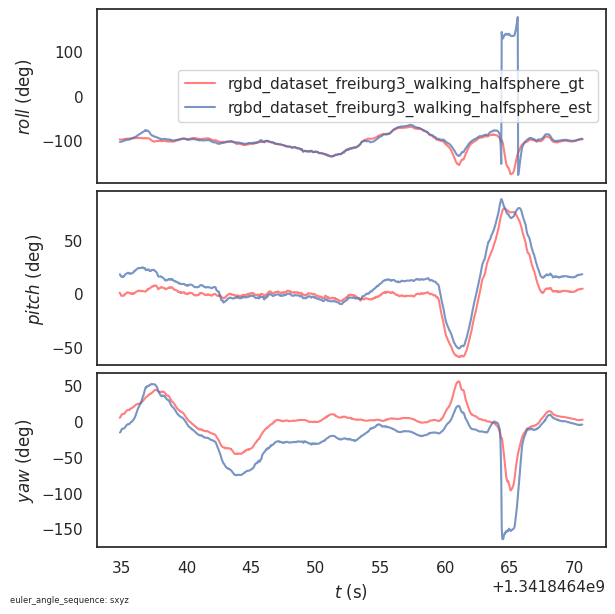 100
0
−100
roll (deg)
rgbd_dataset_freiburg3_walking_halfsphere_gt
rgbd_dataset_freiburg3_walking_halfsphere_est
50
0
−50
pitch (deg)
50
0
−50
−100
−150
yaw (deg)
35 40 45 50 55 60 65 70
t (s)
+1.3418464e9
euler_angle_sequence: sxyz